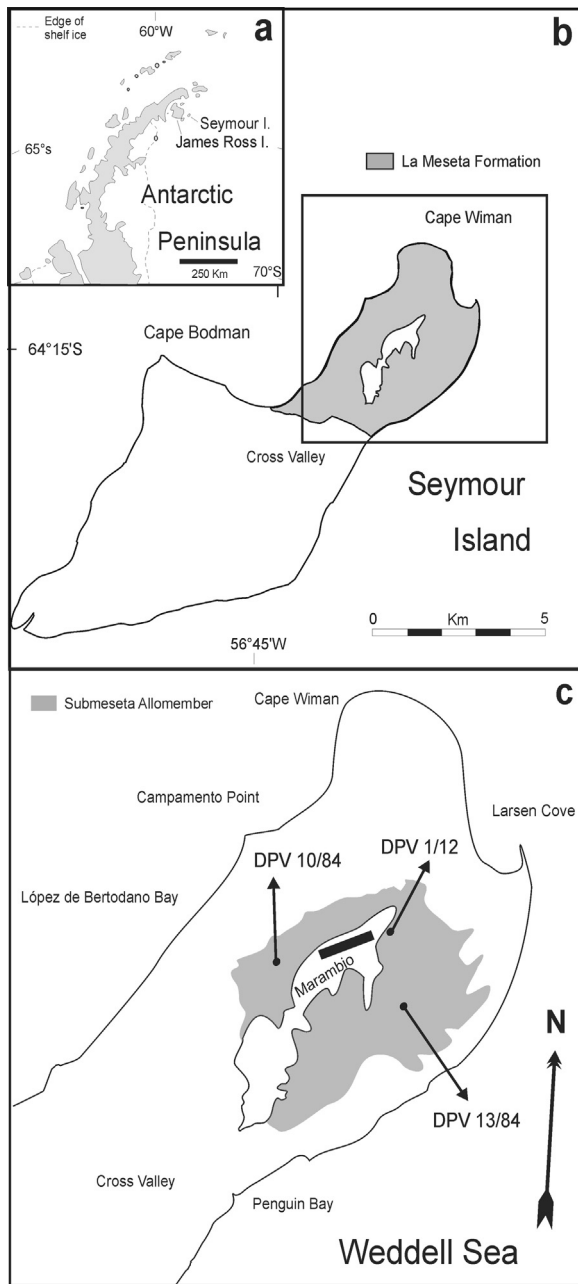 Edge of
shelf ice
60°W
a
b
Seymour I.
James Ross I.
65°s
Antarctic
Peninsula
250 Km
70°S
La Meseta Formation
Cape Wiman
Cape Bodman
64°15'S
Cross Valley
Seymour
Island
0 Km 5
56°45'W
Submeseta Allomember
Cape Wiman
c
Campamento Point
Larsen Cove
DPV 10/84
DPV 1/12
López de Bertodano Bay
Marambio
N
DPV 13/84
Cross Valley
Penguin Bay
Weddell Sea